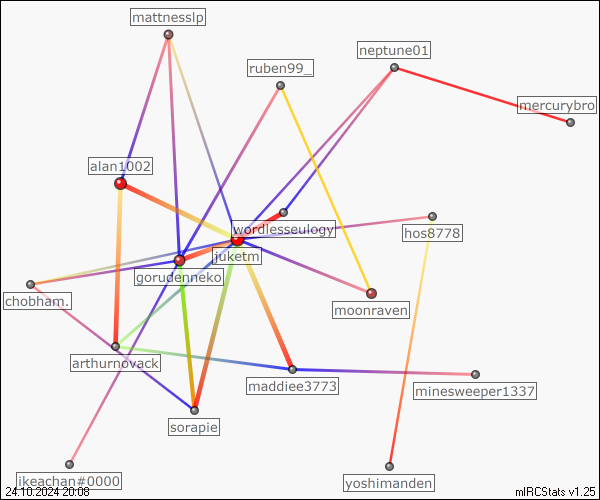 mattnesslp
neptune01
ruben99_
mercurybro
alan1002
wordlesseulogy
hos8778
juketm
gorudenneko
chobham.
moonraven
arthurnovack
maddiee3773
minesweeper1337
sorapie
ikeachan#0000
yoshimanden
24.10.2024 20:08
mIRCStats v1.25